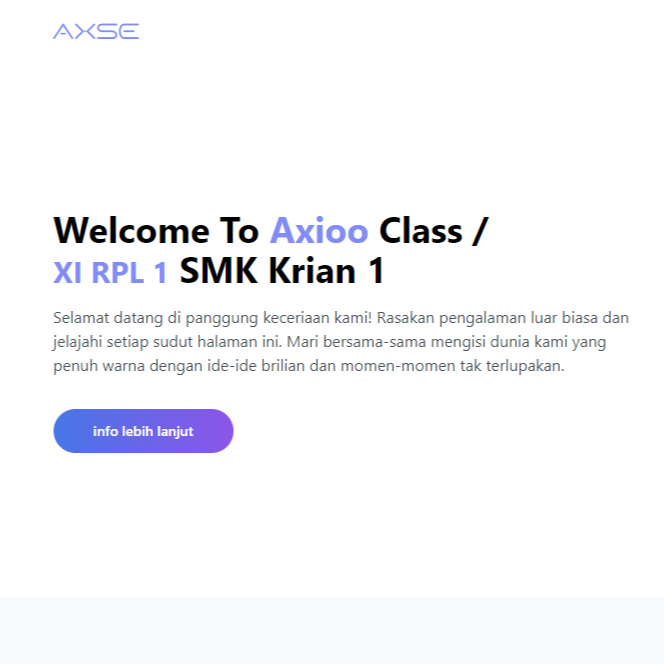 AXSE
Welcome To Axioo Class /
XI RPL 1 SMK Krian 1
Selamat datang di panggung keceriaan kami! Rasakan pengalaman luar biasa dan
jelajahi setiap sudut halaman ini. Mari bersama-sama mengisi dunia kami yang
penuh warna dengan ide-ide brilian dan momen-momen tak terlupakan.
info lebih lanjut